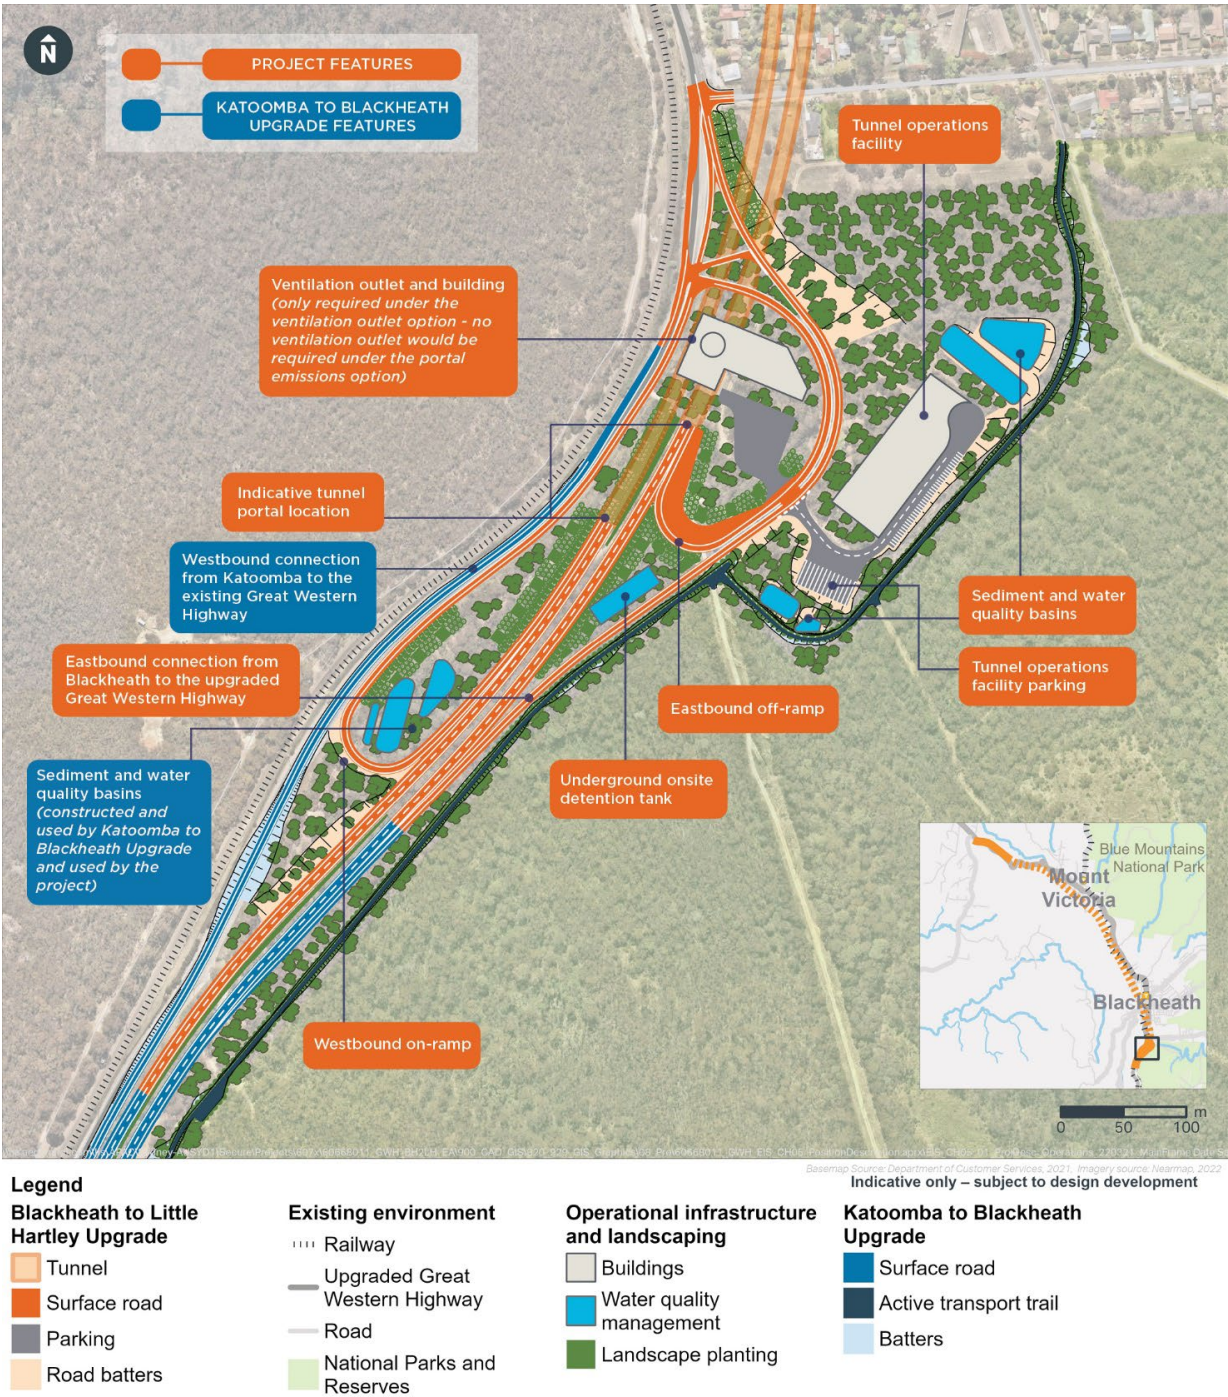 N
PROJECT FEATURES
KATOOMBA TO BLACKHEATH
UPGRADE FEATURES
Tunnel operations
facility
Ventilation outlet and building
(only required under the
ventilation outlet option - no
ventilation outlet would be
required under the portal
emissions option)
Indicative tunnel
portal location
Westbound connection
from Katoomba to the
existing Great Western
Highway
Eastbound connection from
Blackheath to the upgraded
Great Western Highway
Sediment and water
quality basins
(constructed and
used by Katoomba to
Blackheath Upgrade
and used by the
project)
Sediment and water
quality basins
Tunnel operations
facility parking
Eastbound off-ramp
Underground onsite
detention tank
Westbound on-ramp
Blue Mountains
National Park
Mount
Victoria
Blackheath
m
0 50 100
Basemap Source: Department of Customer Services, 2021, Imagery source: Nearmap, 2022
Indicative only – subject to design development
Legend
Blackheath to Little
Hartley Upgrade
Tunnel
Surface road
Parking
Road batters
Existing environment
Railway
Upgraded Great
Western Highway
Road
National Parks and
Reserves
Operational infrastructure
and landscaping
Buildings
Water quality
management
Landscape planting
Katoomba to Blackheath
Upgrade
Surface road
Active transport trail
Batters